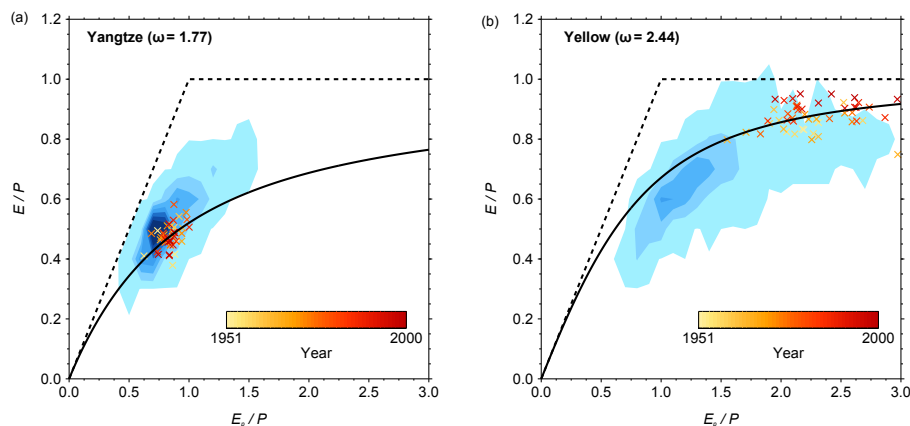 (a)
Yangtze (ω = 1.77)
1.2
1.0
0.8
0.6
0.4
0.2
0.0
E / P
0.0 0.5 1.0 1.5 2.0 2.5 3.0
E₀ / P
1951 2000
Year
(b)
Yellow (ω = 2.44)
1.2
1.0
0.8
0.6
0.4
0.2
0.0
E / P
0.0 0.5 1.0 1.5 2.0 2.5 3.0
E₀ / P
1951 2000
Year